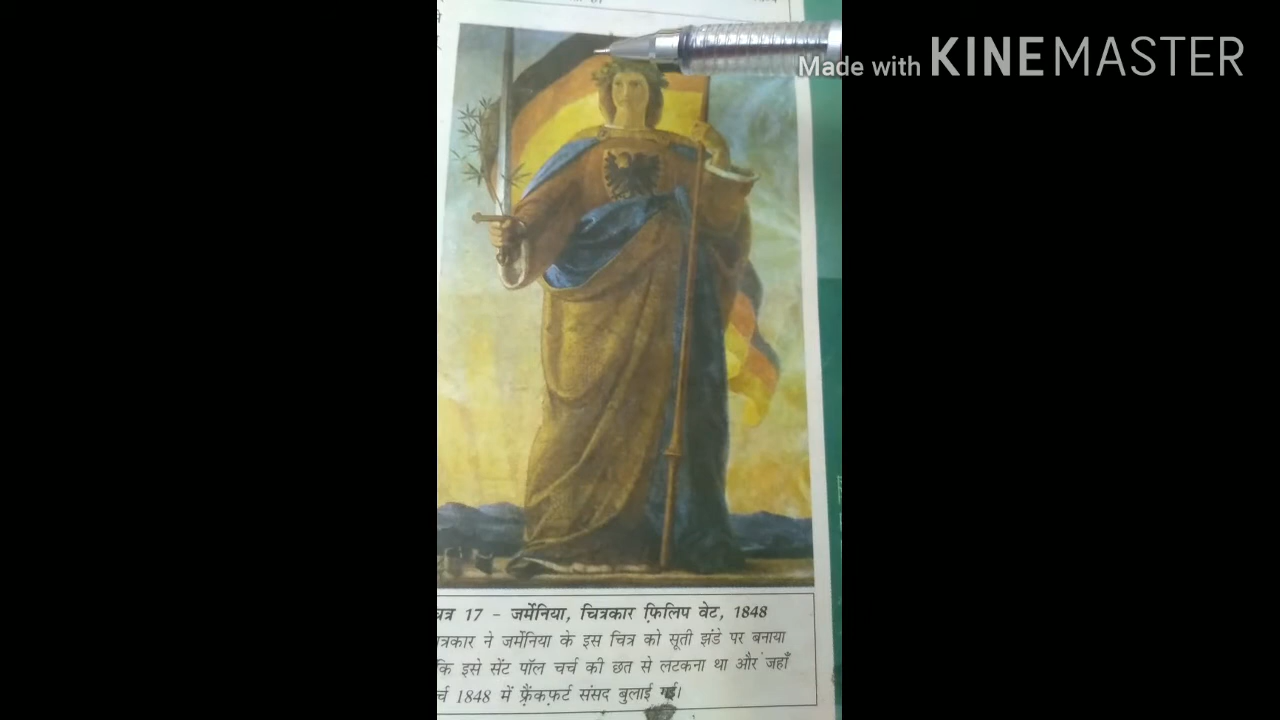 Made with KINEMASTER
चित्र 17 - जर्मेनिया, चित्रकार फ़िलिप वेट, 1848
चित्रकार ने जर्मेनिया के इस चित्र को सूती झंडे पर बनाया
कि इसे सेंट पॉल चर्च की छत से लटकना था और जहाँ
मार्च 1848 में फ़्रैंकफ़र्ट संसद बुलाई गई।